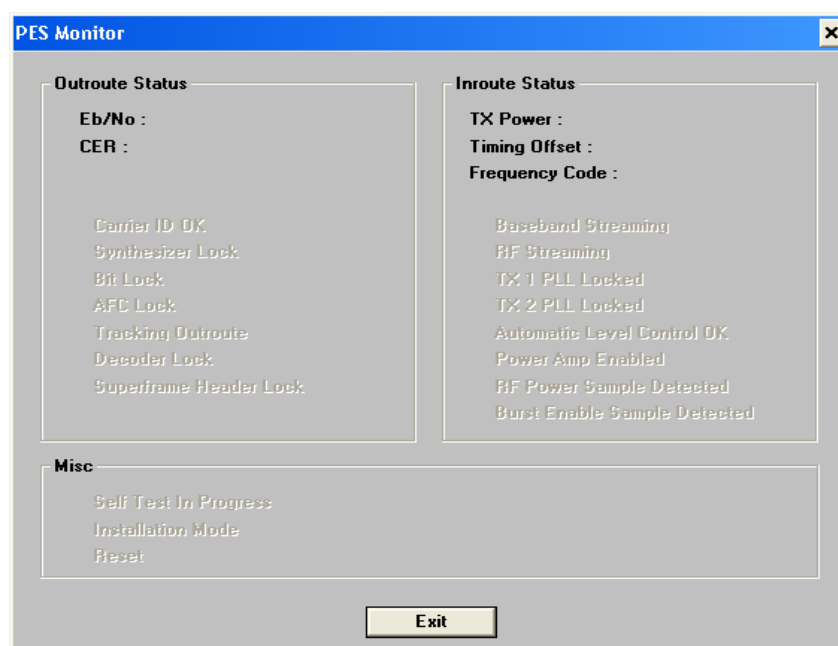 PES Monitor
Outroute Status
Eb/No :
CER :
Carrier ID OK
Synthesizer Lock
Bit Lock
AFC Lock
Tracking Outroute
Decoder Lock
Superframe Header Lock
Inroute Status
TX Power :
Timing Offset :
Frequency Code :
Baseband Streaming
RF Streaming
TX 1 PLL Locked
TX 2 PLL Locked
Automatic Level Control OK
Power Amp Enabled
RF Power Sample Detected
Burst Enable Sample Detected
Misc
Self Test In Progress
Installation Mode
Reset
Exit